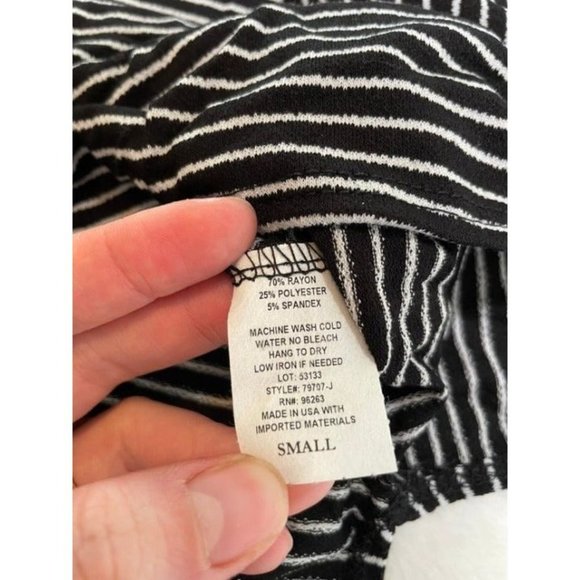 70% RAYON
25% POLYESTER
5% SPANDEX
MACHINE WASH COLD
WATER NO BLEACH
HANG TO DRY
LOW IRON IF NEEDED
LOT: 53133
STYLE#: 79707-J
RN#: 96263
MADE IN USA WITH
IMPORTED MATERIALS
SMALL